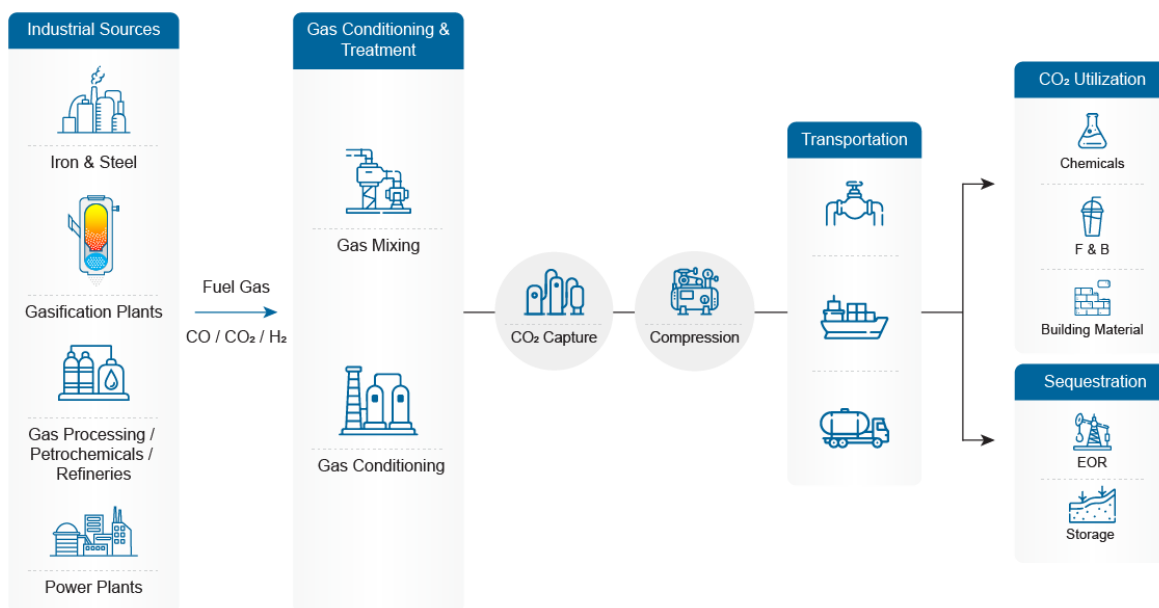 Industrial Sources
Iron & Steel
Gasification Plants
Gas Processing /
Petrochemicals /
Refineries
Power Plants
Fuel Gas
CO / CO₂ / H₂
Gas Conditioning &
Treatment
Gas Mixing
Gas Conditioning
CO₂ Capture
Compression
Transportation
CO₂ Utilization
Chemicals
F & B
Building Material
Sequestration
EOR
Storage